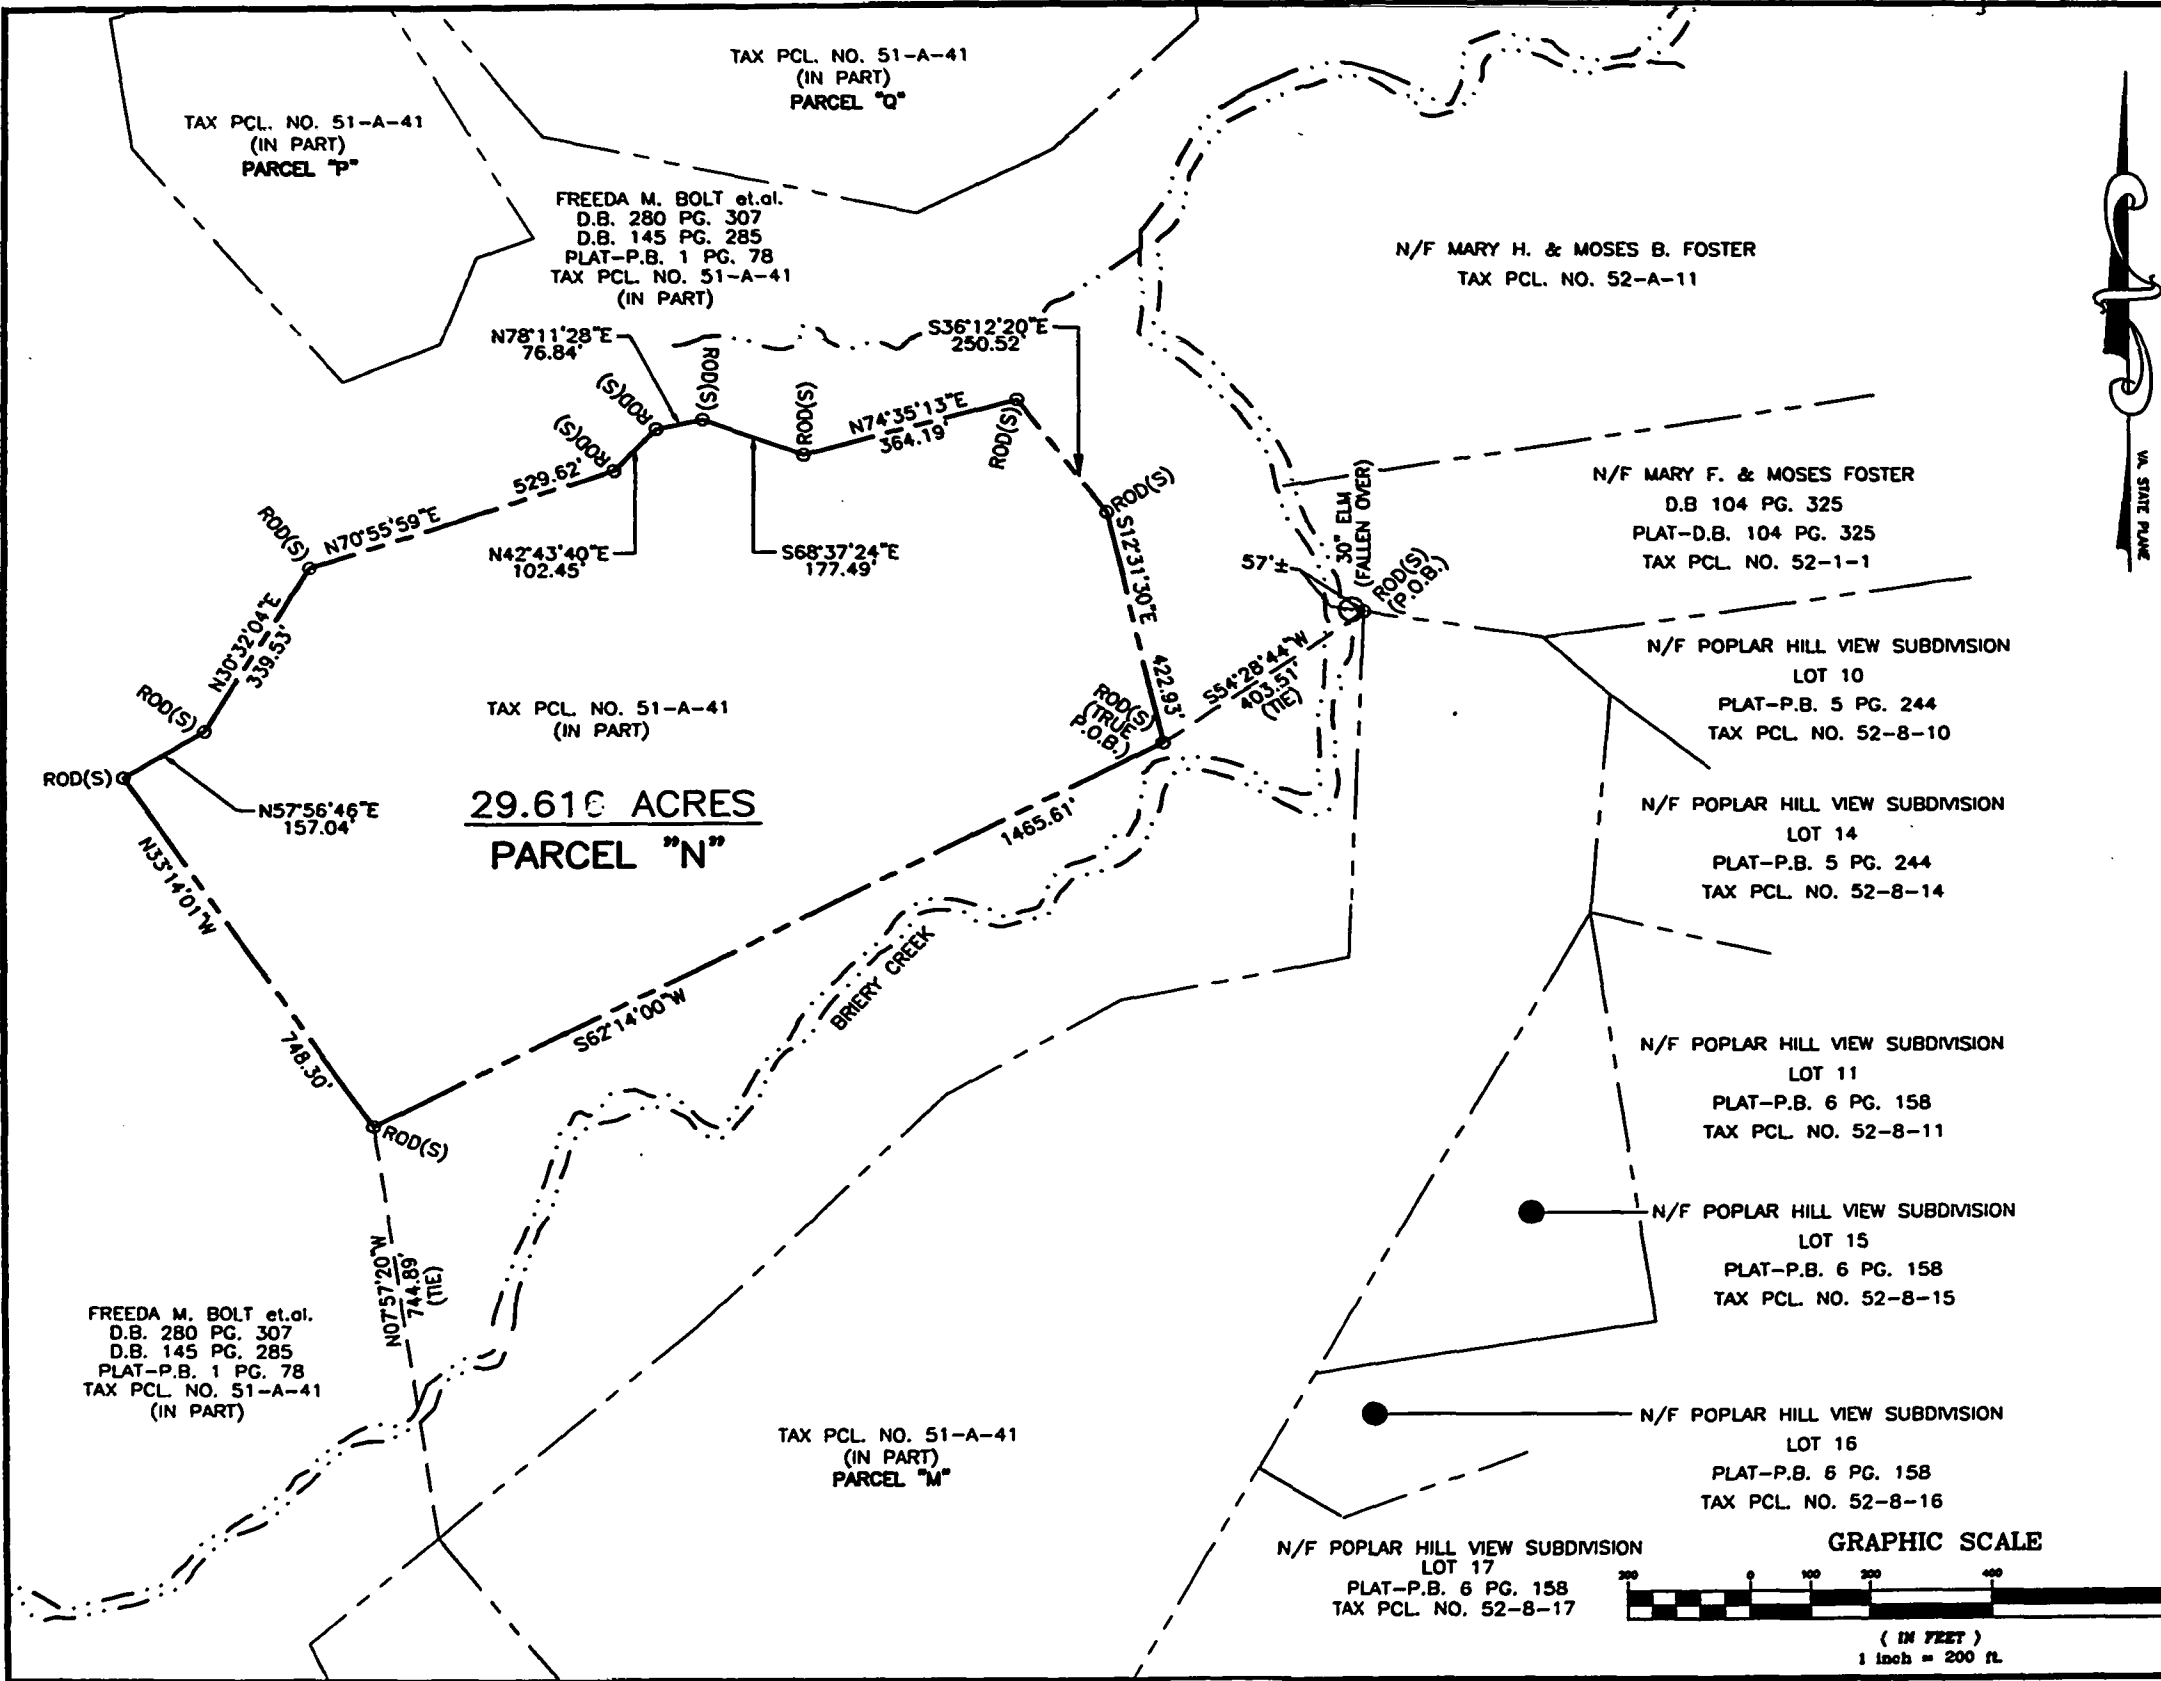 TAX PCL. NO. 51-A-41
(IN PART)
PARCEL "Q"
TAX PCL. NO. 51-A-41
(IN PART)
PARCEL "P"
FREEDA M. BOLT et.al.
D.B. 280 PG. 307
D.B. 145 PG. 285
PLAT-P.B. 1 PG. 78
TAX PCL. NO. 51-A-41
(IN PART)
N/F MARY H. & MOSES B. FOSTER
TAX PCL. NO. 52-A-11
VA. STATE PLANE
N78°11'28"E
76.84'
S36°12'20"E
250.52'
ROD(S)
ROD(S)
ROD(S)
ROD(S)
N74°35'13"E
364.19'
ROD(S)
529.62'
N70°55'59"E
ROD(S)
N42°43'40"E
102.45'
S68°37'24"E
177.49'
ROD(S)
S12°31'30"E
422.93'
30" ELM
(FALLEN OVER)
57'±
ROD(S)
(P.O.B.)
N/F MARY F. & MOSES FOSTER
D.B 104 PG. 325
PLAT-D.B. 104 PG. 325
TAX PCL. NO. 52-1-1
N30°32'04"E
339.53'
ROD(S)
ROD(S)
N57°56'46"E
157.04'
TAX PCL. NO. 51-A-41
(IN PART)
29.616 ACRES
PARCEL "N"
ROD(S)
(TRUE
P.O.B.)
S54°28'44"W
403.51'
(TIE)
N/F POPLAR HILL VIEW SUBDIVISION
LOT 10
PLAT-P.B. 5 PG. 244
TAX PCL. NO. 52-8-10
N/F POPLAR HILL VIEW SUBDIVISION
LOT 14
PLAT-P.B. 5 PG. 244
TAX PCL. NO. 52-8-14
1465.61'
S62°14'00"W
BRIERY CREEK
N33°14'01"W
748.30'
ROD(S)
N/F POPLAR HILL VIEW SUBDIVISION
LOT 11
PLAT-P.B. 6 PG. 158
TAX PCL. NO. 52-8-11
N/F POPLAR HILL VIEW SUBDIVISION
LOT 15
PLAT-P.B. 6 PG. 158
TAX PCL. NO. 52-8-15
N07°57'20"W
744.89'
(TIE)
FREEDA M. BOLT et.al.
D.B. 280 PG. 307
D.B. 145 PG. 285
PLAT-P.B. 1 PG. 78
TAX PCL. NO. 51-A-41
(IN PART)
TAX PCL. NO. 51-A-41
(IN PART)
PARCEL "M"
N/F POPLAR HILL VIEW SUBDIVISION
LOT 16
PLAT-P.B. 6 PG. 158
TAX PCL. NO. 52-8-16
N/F POPLAR HILL VIEW SUBDIVISION
LOT 17
PLAT-P.B. 6 PG. 158
TAX PCL. NO. 52-8-17
GRAPHIC SCALE
200 0 100 200 400
( IN FEET )
1 inch = 200 ft.